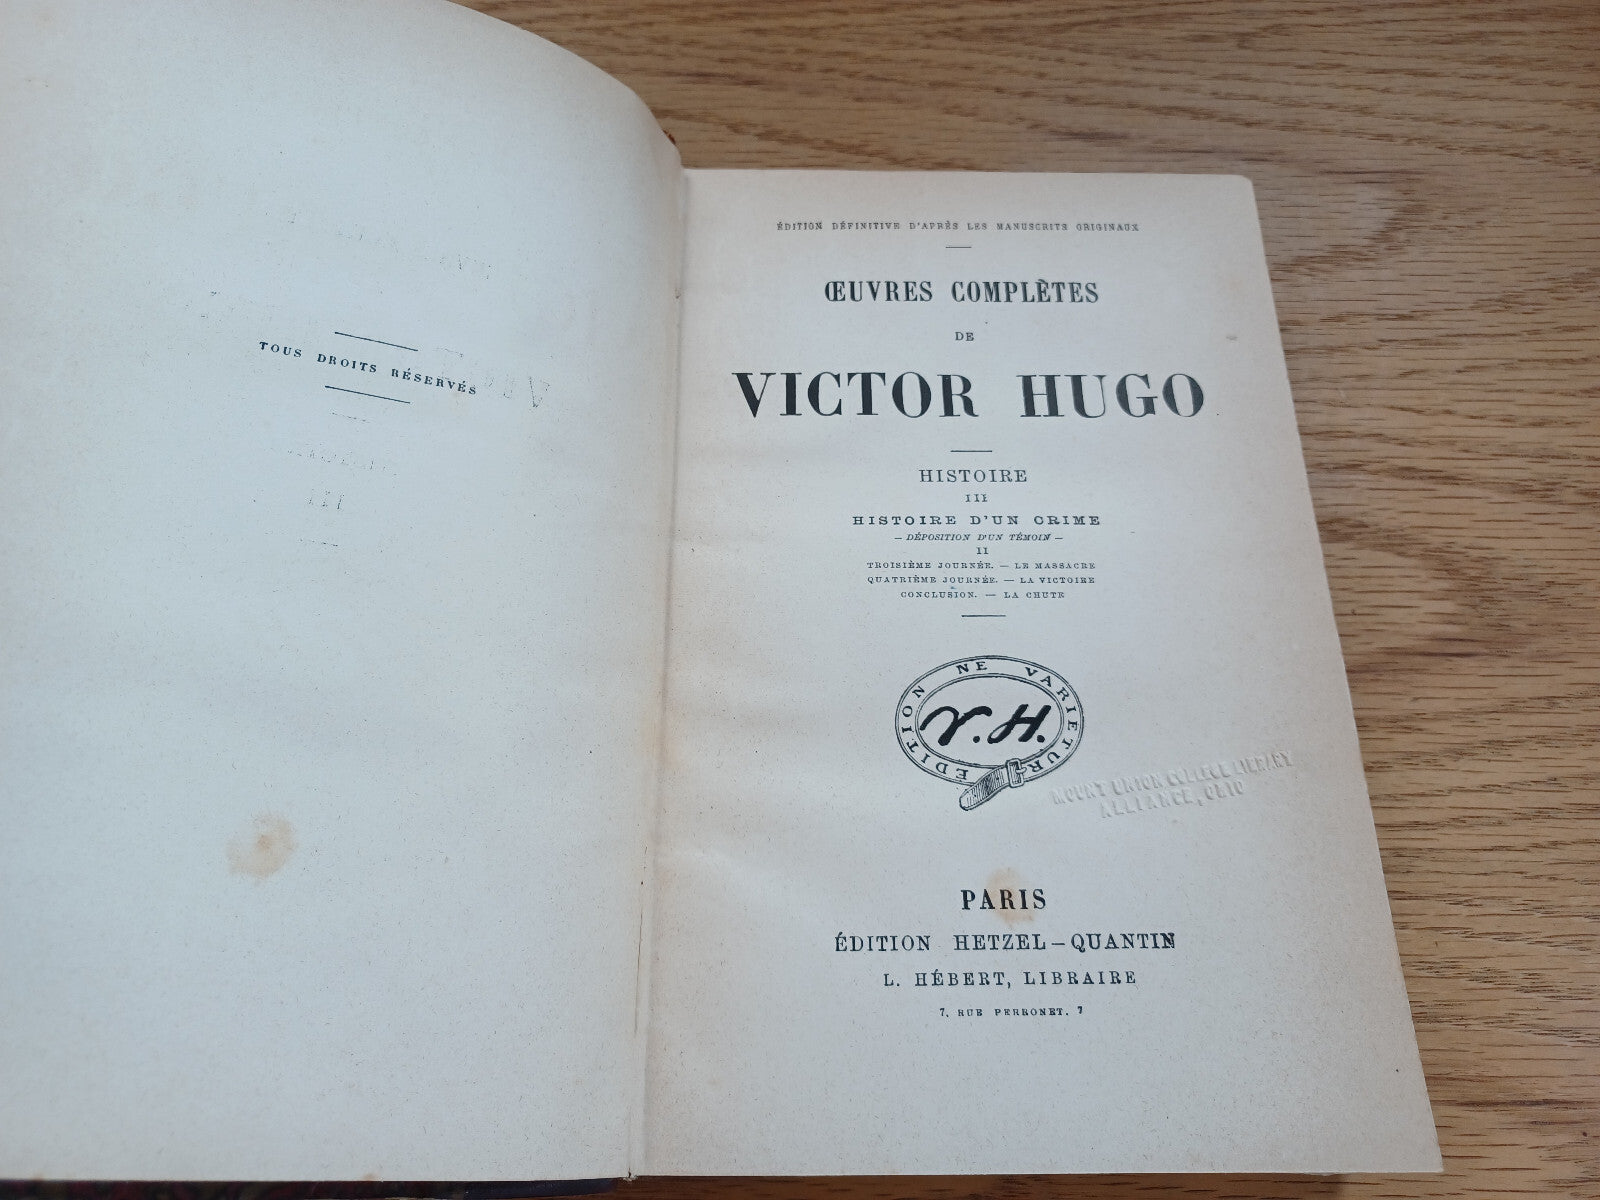 TOUS DROITS RÉSERVÉS
ÉDITION DÉFINITIVE D'APRÈS LES MANUSCRITS ORIGINAUX
ŒUVRES COMPLÈTES
DE
VICTOR HUGO
HISTOIRE
III
HISTOIRE D'UN CRIME
— DÉPOSITION D'UN TÉMOIN —
II
TROISIÈME JOURNÉE. — LE MASSACRE
QUATRIÈME JOURNÉE. — LA VICTOIRE
CONCLUSION. — LA CHUTE
EDITION NE VARIETUR
V.H.
MOUNT UNION COLLEGE LIBRARY
ALLIANCE, OHIO
PARIS
ÉDITION HETZEL—QUANTIN
L. HÉBERT, LIBRAIRE
7, RUE PERRONET, 7